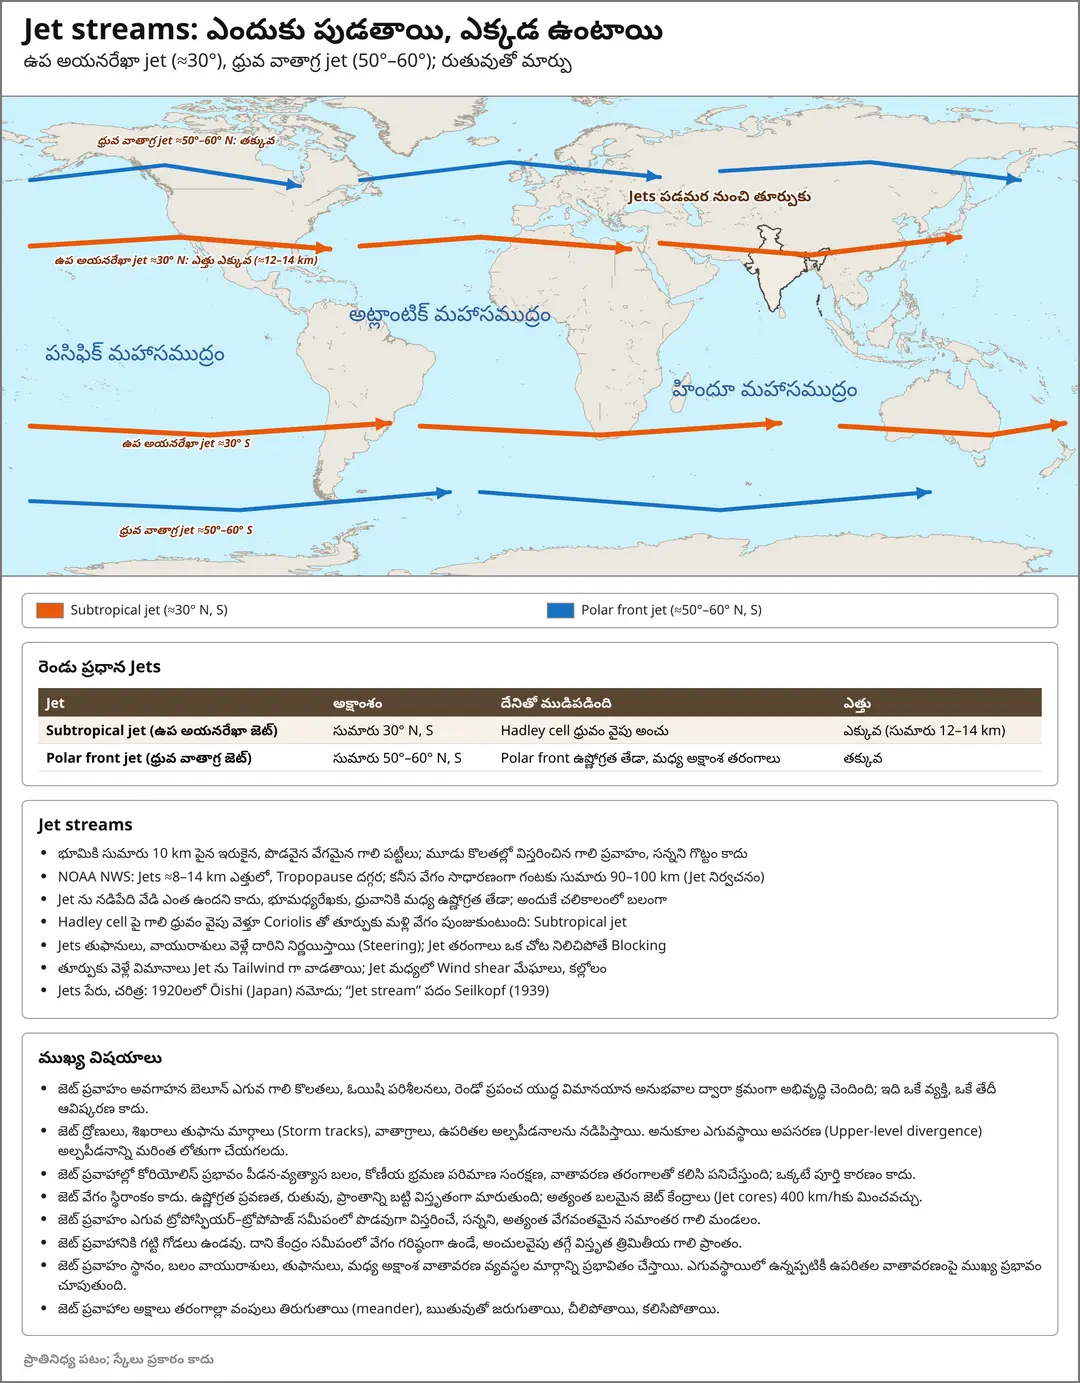 Jet streams: ఎందుకు పుడతాయి, ఎక్కడ ఉంటాయి
ఉప అయనరేఖా jet (≈30°), ధ్రువ వాతాగ్ర jet (50°–60°); రుతువుతో మార్పు
ధ్రువ వాతాగ్ర jet ≈50°–60° N: తక్కువ
Jets పడమర నుంచి తూర్పుకు
ఉప అయనరేఖా jet ≈30° N: ఎత్తు ఎక్కువ (≈12–14 km)
అట్లాంటిక్ మహాసముద్రం
పసిఫిక్ మహాసముద్రం
హిందూ మహాసముద్రం
ఉప అయనరేఖా jet ≈30° S
ధ్రువ వాతాగ్ర jet ≈50°–60° S
Subtropical jet (≈30° N, S)
Polar front jet (≈50°–60° N, S)
రెండు ప్రధాన Jets
Jet అక్షాంశం దేనితో ముడిపడింది ఎత్తు
Subtropical jet (ఉప అయనరేఖా జెట్) సుమారు 30° N, S Hadley cell ధ్రువం వైపు అంచు ఎక్కువ (సుమారు 12–14 km)
Polar front jet (ధ్రువ వాతాగ్ర జెట్) సుమారు 50°–60° N, S Polar front ఉష్ణోగ్రత తేడా, మధ్య అక్షాంశ తరంగాలు తక్కువ
Jet streams
• భూమికి సుమారు 10 km పైన ఇరుకైన, పొడవైన వేగమైన గాలి పట్టీలు; మూడు కొలతల్లో విస్తరించిన గాలి ప్రవాహం, సన్నని గొట్టం కాదు
• NOAA NWS: Jets ≈8–14 km ఎత్తులో, Tropopause దగ్గర; కనీస వేగం సాధారణంగా గంటకు సుమారు 90–100 km (Jet నిర్వచనం)
• Jet ను నడిపేది వేడి ఎంత ఉందని కాదు, భూమధ్యరేఖకు, ధ్రువానికి మధ్య ఉష్ణోగ్రత తేడా; అందుకే చలికాలంలో బలంగా
• Hadley cell పై గాలి ధ్రువం వైపు వెళ్తూ Coriolis తో తూర్పుకు మళ్లి వేగం పుంజుకుంటుంది: Subtropical jet
• Jets తుఫానులు, వాయురాశులు వెళ్లే దారిని నిర్ణయిస్తాయి (Steering); Jet తరంగాలు ఒక చోట నిలిచిపోతే Blocking
• తూర్పుకు వెళ్లే విమానాలు Jet ను Tailwind గా వాడతాయి; Jet మధ్యలో Wind shear మేఘాలు, కల్లోలం
• Jets పేరు, చరిత్ర: 1920లలో Ōishi (Japan) నమోదు; “Jet stream” పదం Seilkopf (1939)
ముఖ్య విషయాలు
• జెట్ ప్రవాహం అవగాహన బెలూన్ ఎగువ గాలి కొలతలు, ఓయిషి పరిశీలనలు, రెండో ప్రపంచ యుద్ధ విమానయాన అనుభవాల ద్వారా క్రమంగా అభివృద్ధి చెందింది; ఇది ఒకే వ్యక్తి, ఒకే తేదీ
ఆవిష్కరణ కాదు.
• జెట్ ద్రోణులు, శిఖరాలు తుఫాను మార్గాలు (Storm tracks), వాతాగ్రాలు, ఉపరితల అల్పపీడనాలను నడిపిస్తాయి. అనుకూల ఎగువస్థాయి అపసరణ (Upper-level divergence)
అల్పపీడనాన్ని మరింత లోతుగా చేయగలదు.
• జెట్ ప్రవాహాల్లో కోరియోలిస్ ప్రభావం పీడన-వ్యత్యాస బలం, కోణీయ భ్రమణ పరిమాణ సంరక్షణ, వాతావరణ తరంగాలతో కలిసి పనిచేస్తుంది; ఒక్కటే పూర్తి కారణం కాదు.
• జెట్ వేగం స్థిరాంకం కాదు. ఉష్ణోగ్రత ప్రవణత, రుతువు, ప్రాంతాన్ని బట్టి విస్తృతంగా మారుతుంది; అత్యంత బలమైన జెట్ కేంద్రాలు (Jet cores) 400 km/hకు మించవచ్చు.
• జెట్ ప్రవాహం ఎగువ ట్రోపోస్ఫియర్–ట్రోపోపాజ్ సమీపంలో పొడవుగా విస్తరించే, సన్నని, అత్యంత వేగవంతమైన సమాంతర గాలి మండలం.
• జెట్ ప్రవాహానికి గట్టి గోడలు ఉండవు. దాని కేంద్రం సమీపంలో వేగం గరిష్ఠంగా ఉండే, అంచులవైపు తగ్గే విస్తృత త్రిమితీయ గాలి ప్రాంతం.
• జెట్ ప్రవాహం స్థానం, బలం వాయురాశులు, తుఫానులు, మధ్య అక్షాంశ వాతావరణ వ్యవస్థల మార్గాన్ని ప్రభావితం చేస్తాయి. ఎగువస్థాయిలో ఉన్నప్పటికీ ఉపరితల వాతావరణంపై ముఖ్య ప్రభావం
చూపుతుంది.
• జెట్ ప్రవాహాల అక్షాలు తరంగాల్లా వంపులు తిరుగుతాయి (meander), ఋతువుతో జరుగుతాయి, చీలిపోతాయి, కలిసిపోతాయి.
ప్రాతినిధ్య పటం; స్కేలు ప్రకారం కాదు